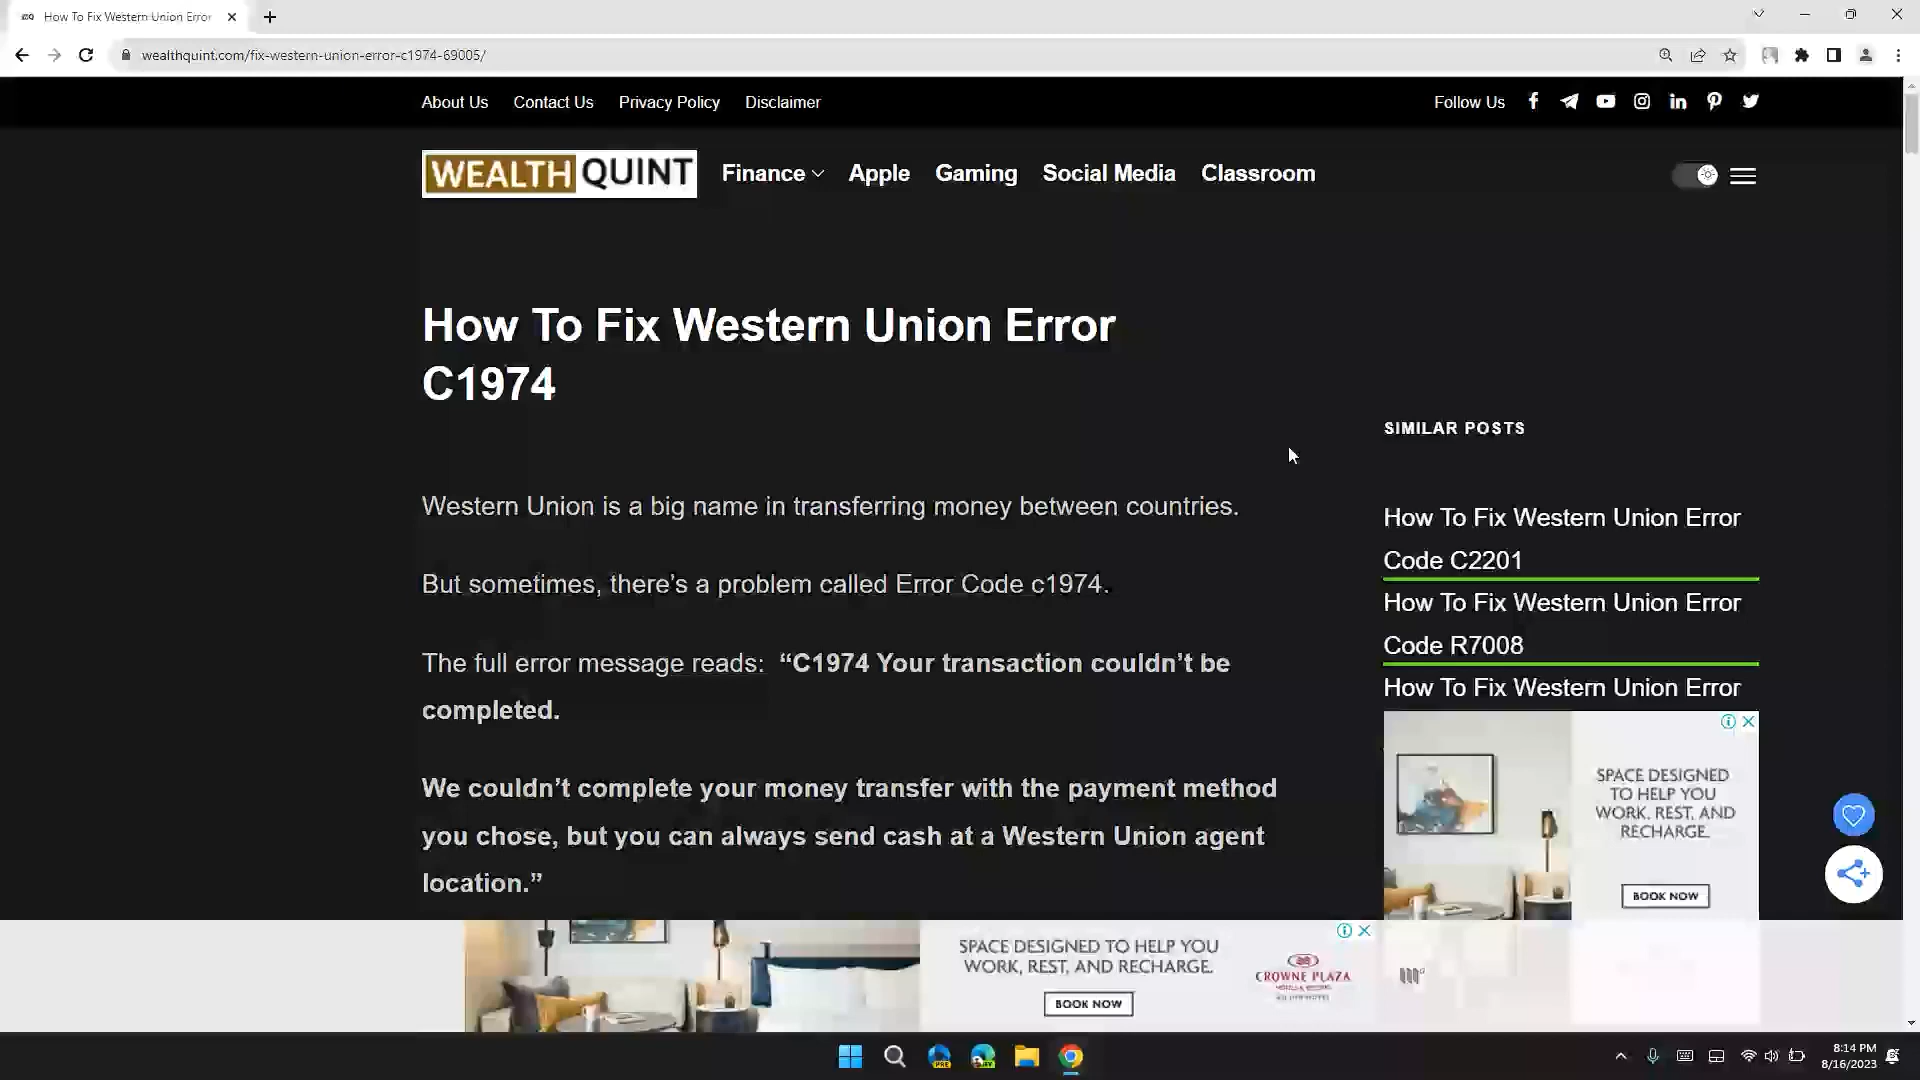 How To Fix Western Union Error
wealthquint.com/fix-western-union-error-c1974-69005/
About Us Contact Us Privacy Policy Disclaimer
Follow Us
WEALTH QUINT
Finance Apple Gaming Social Media Classroom
How To Fix Western Union Error
C1974
Western Union is a big name in transferring money between countries.
But sometimes, there's a problem called Error Code c1974.
The full error message reads: “C1974 Your transaction couldn’t be
completed.
We couldn’t complete your money transfer with the payment method
you chose, but you can always send cash at a Western Union agent
location.”
SIMILAR POSTS
How To Fix Western Union Error
Code C2201
How To Fix Western Union Error
Code R7008
How To Fix Western Union Error
SPACE DESIGNED
TO HELP YOU
WORK, REST, AND
RECHARGE.
BOOK NOW
SPACE DESIGNED TO HELP YOU
WORK, REST, AND RECHARGE.
BOOK NOW
CROWNE PLAZA
8:14 PM
8/16/2023